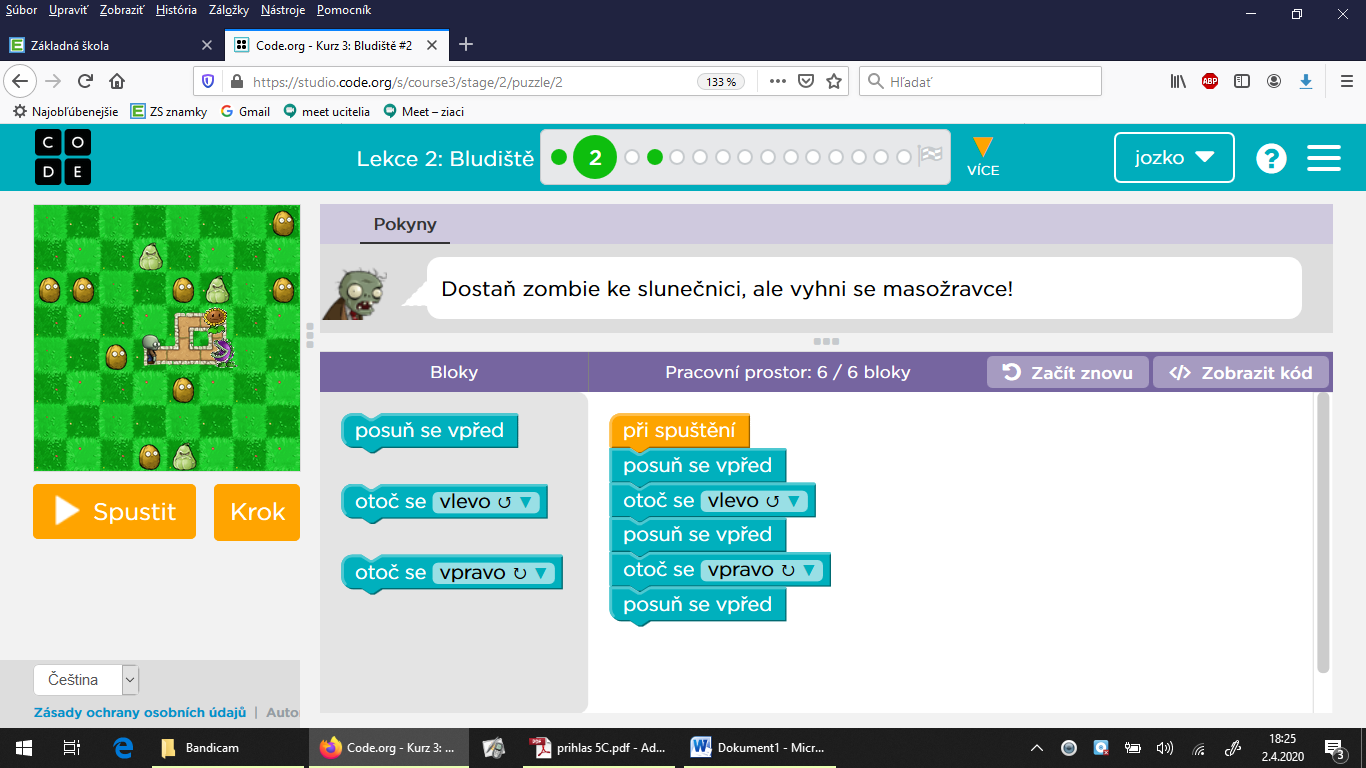 Súbor Upraviť Zobraziť História Záložky Nástroje Pomocník
Základná škola
Code.org - Kurz 3: Bludiště #2
https://studio.code.org/s/course3/stage/2/puzzle/2
133 %
Hľadať
ABP
Najobľúbenejšie
ZS znamky
Gmail
meet ucitelia
Meet – ziaci
C O
D E
Lekce 2: Bludiště
2
VÍCE
jozko
?
Pokyny
Dostaň zombie ke slunečnici, ale vyhni se masožravce!
Bloky
Pracovní prostor: 6 / 6 bloky
Začít znovu
Zobrazit kód
posuň se vpřed
otoč se vlevo ↺ ▼
otoč se vpravo ↻ ▼
při spuštění
posuň se vpřed
otoč se vlevo ↺ ▼
posuň se vpřed
otoč se vpravo ↻ ▼
posuň se vpřed
Spustit
Krok
Čeština
Zásady ochrany osobních údajů | Auto
Bandicam
Code.org - Kurz 3: ...
prihlas 5C.pdf - Ad...
Dokument1 - Micr...
18:25
2.4.2020
3